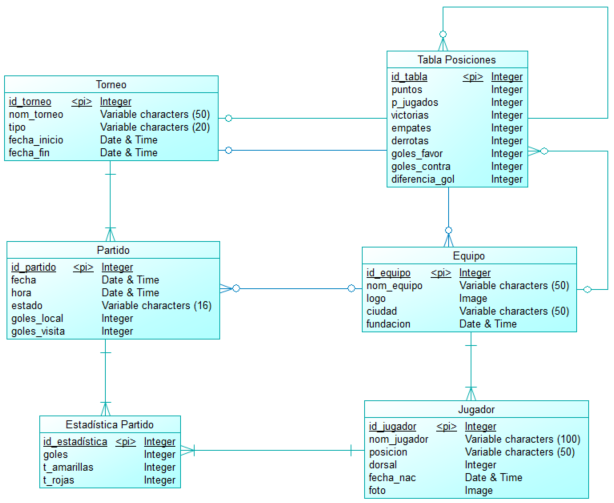 Tabla Posiciones
id_tabla <pi> Integer
puntos Integer
p_jugados Integer
victorias Integer
empates Integer
derrotas Integer
goles_favor Integer
goles_contra Integer
diferencia_gol Integer
Torneo
id_torneo <pi> Integer
nom_torneo Variable characters (50)
tipo Variable characters (20)
fecha_inicio Date & Time
fecha_fin Date & Time
Partido
id_partido <pi> Integer
fecha Date & Time
hora Date & Time
estado Variable characters (16)
goles_local Integer
goles_visita Integer
Equipo
id_equipo <pi> Integer
nom_equipo Variable characters (50)
logo Image
ciudad Variable characters (50)
fundacion Date & Time
Estadística Partido
id_estadística <pi> Integer
goles Integer
t_amarillas Integer
t_rojas Integer
Jugador
id_jugador <pi> Integer
nom_jugador Variable characters (100)
posicion Variable characters (50)
dorsal Integer
fecha_nac Date & Time
foto Image